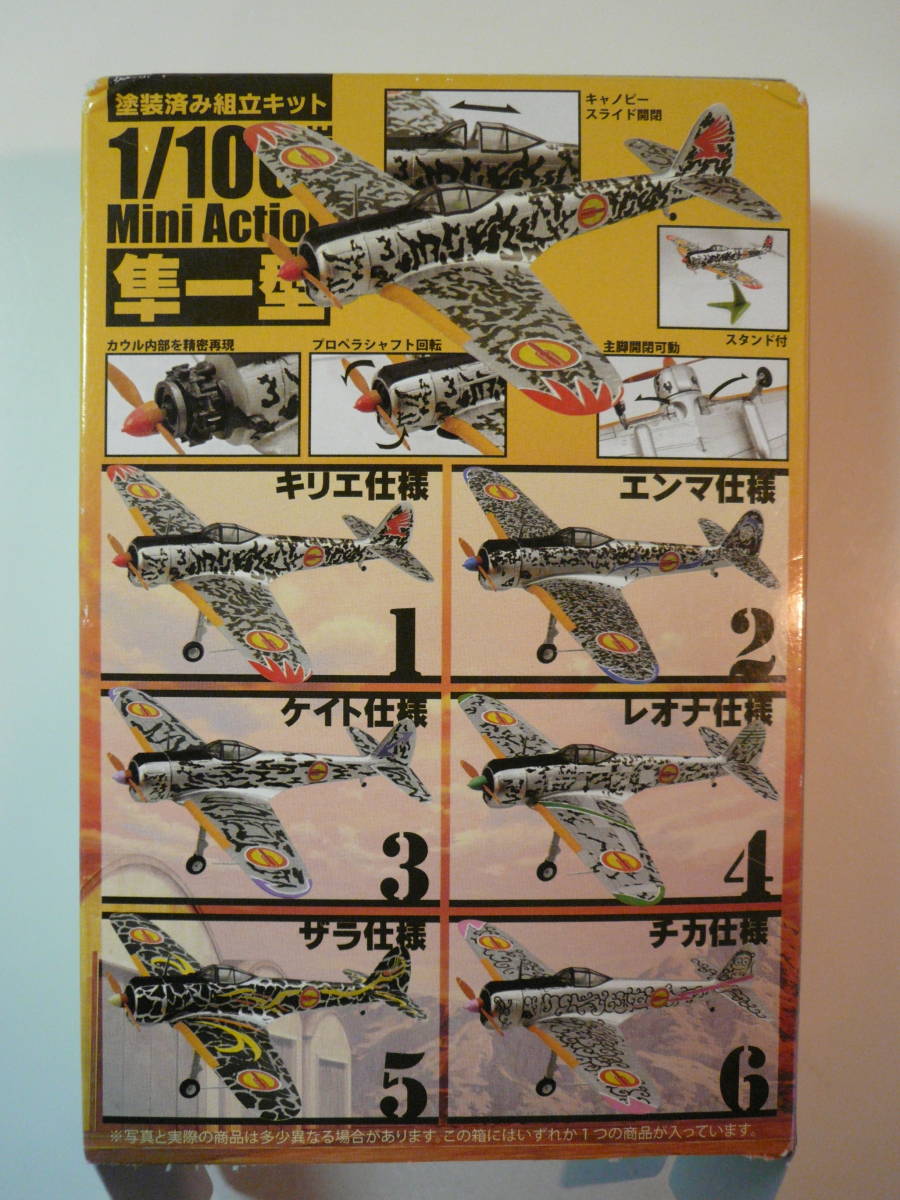 塗装済み組立キット
1/100
Mini Action
隼一型
キャノピー
スライド開閉
スタンド付
カウル内部を精密再現
プロペラシャフト回転
主脚開閉可動
キリエ仕様
1
エンマ仕様
2
ケイト仕様
3
レオナ仕様
4
ザラ仕様
5
チカ仕様
6
※写真と実際の商品は多少異なる場合があります。この箱にはいずれか1つの商品が入っています。